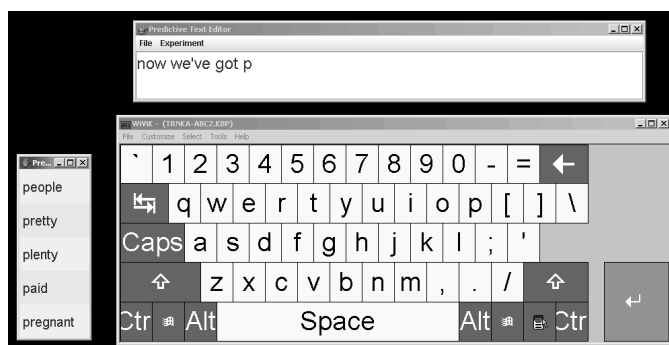 Predictive Text Editor
File Experiment
now we've got p
WiViK - (TRNKA-ABC2.KBP)
File Customize Select Tools Help
Pre...
people
pretty
plenty
paid
pregnant
` 1 2 3 4 5 6 7 8 9 0 - =
q w e r t y u i o p [ ] \
Caps a s d f g h j k l ; '
z x c v b n m , . /
Ctr Alt Space Alt Ctr